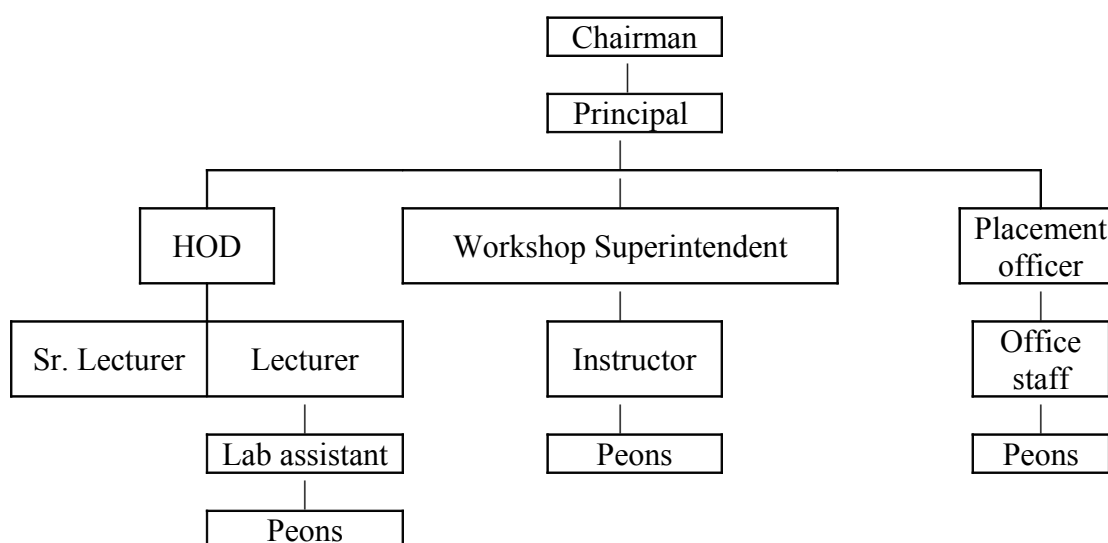 Chairman
Principal
HOD
Workshop Superintendent
Placement
officer
Sr. Lecturer
Lecturer
Instructor
Office
staff
Lab assistant
Peons
Peons
Peons